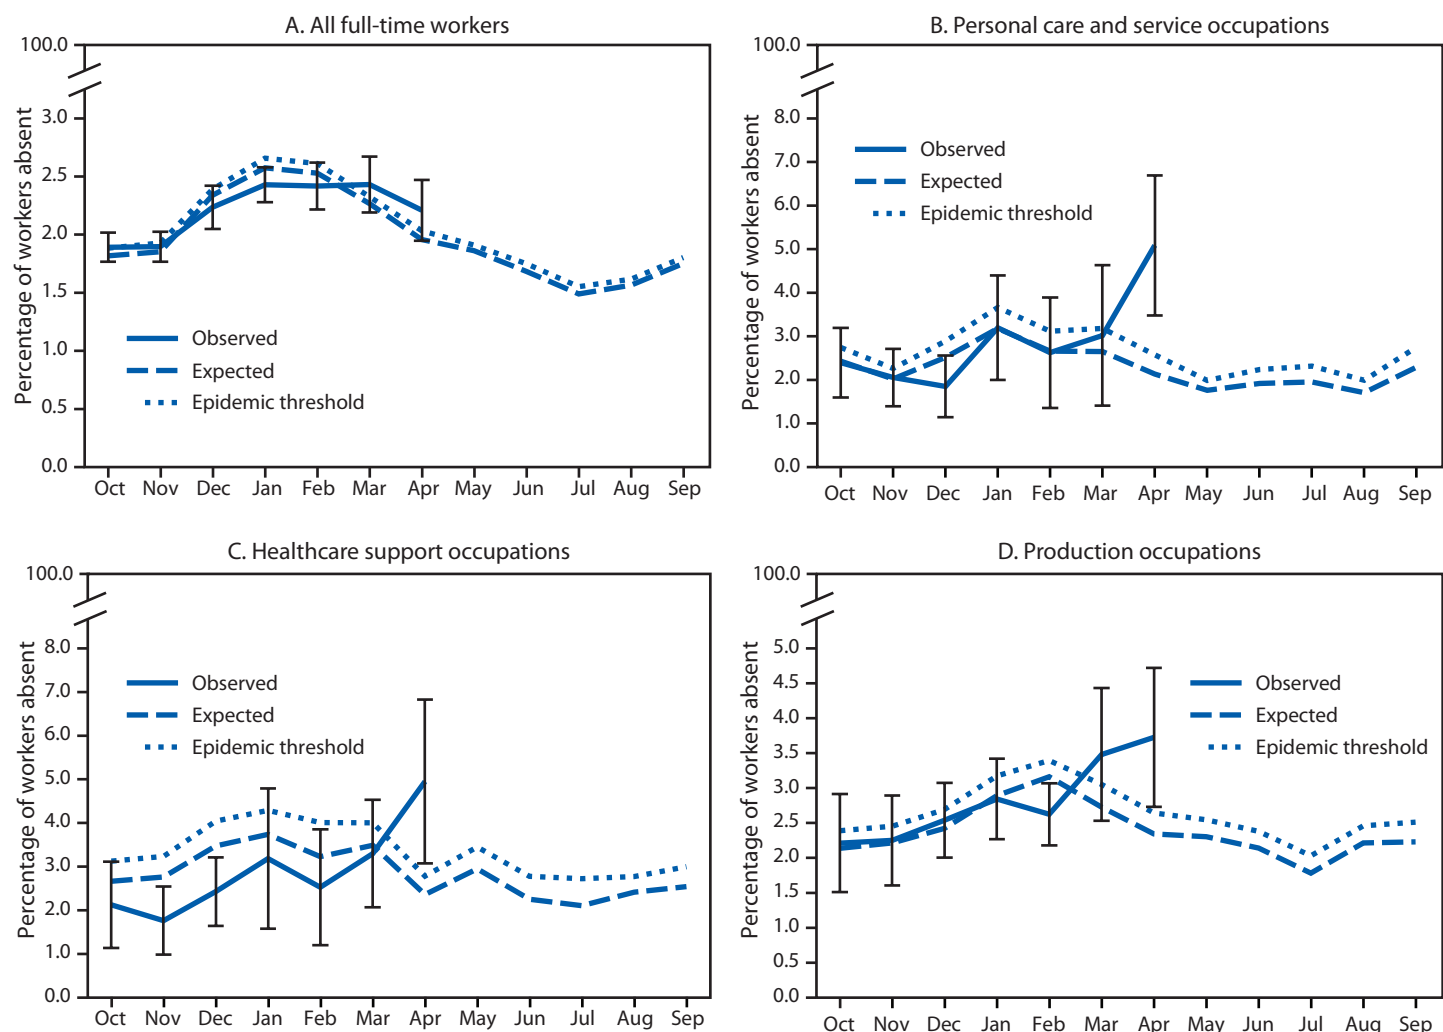 A. All full-time workers
100.0
3.0
2.5
2.0
1.5
1.0
0.5
0.0
Percentage of workers absent
Observed
Expected
Epidemic threshold
Oct Nov Dec Jan Feb Mar Apr May Jun Jul Aug Sep
B. Personal care and service occupations
100.0
8.0
7.0
6.0
5.0
4.0
3.0
2.0
1.0
0.0
Percentage of workers absent
Observed
Expected
Epidemic threshold
Oct Nov Dec Jan Feb Mar Apr May Jun Jul Aug Sep
C. Healthcare support occupations
100.0
8.0
7.0
6.0
5.0
4.0
3.0
2.0
1.0
0.0
Percentage of workers absent
Observed
Expected
Epidemic threshold
Oct Nov Dec Jan Feb Mar Apr May Jun Jul Aug Sep
D. Production occupations
100.0
5.0
4.5
4.0
3.5
3.0
2.5
2.0
1.5
1.0
0.5
0.0
Percentage of workers absent
Observed
Expected
Epidemic threshold
Oct Nov Dec Jan Feb Mar Apr May Jun Jul Aug Sep